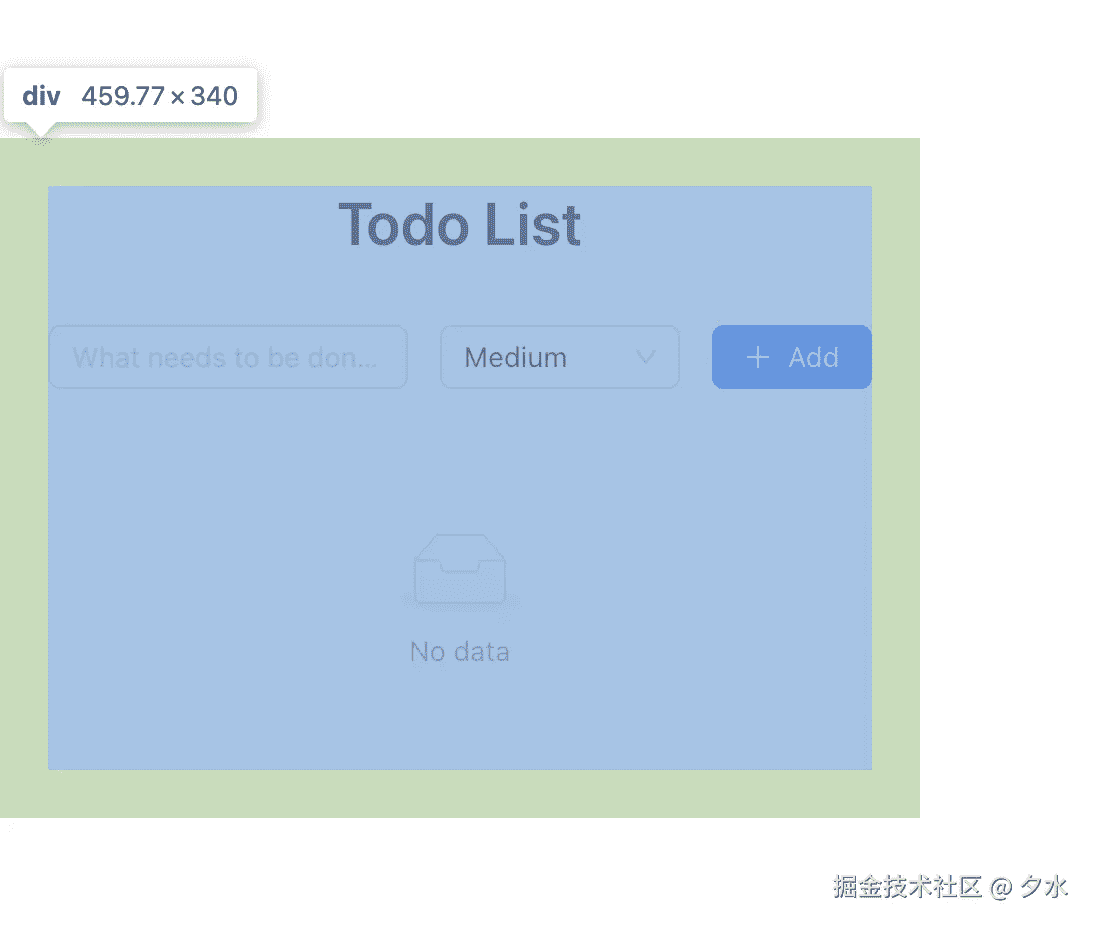 div 459.77 × 340
Todo List
What needs to be don...
Medium
Add
No data
掘金技术社区 @ 夕水